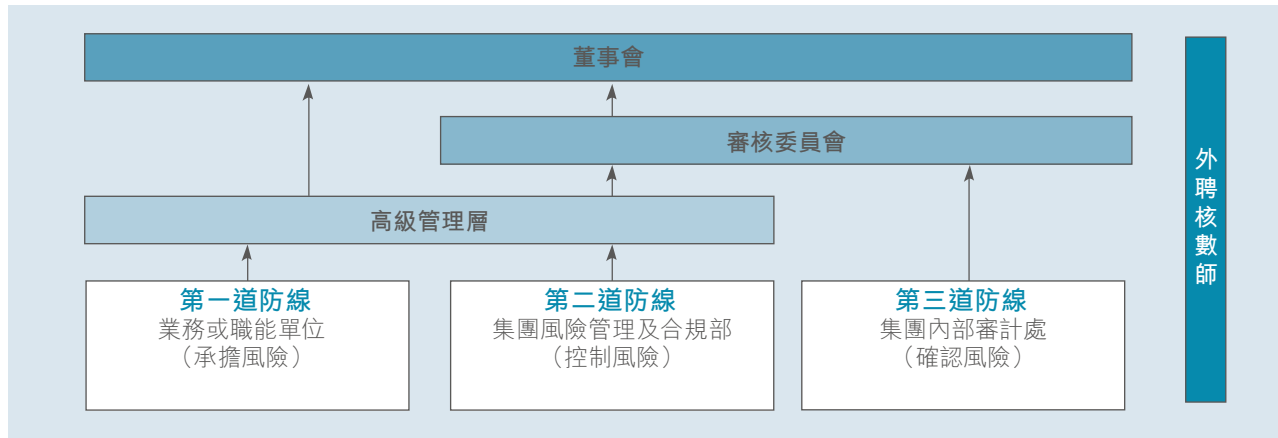 董事會
審核委員會
高級管理層
第一道防線
業務或職能單位
（承擔風險）
第二道防線
集團風險管理及合規部
（控制風險）
第三道防線
集團內部審計處
（確認風險）
外聘核數師